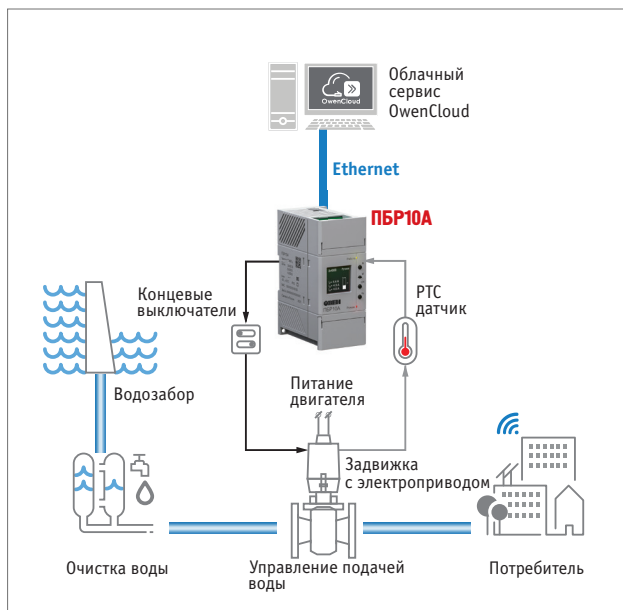 Облачный
сервис
OwenCloud
OwenCloud
Ethernet
ПБР10А
Концевые
выключатели
РТС
датчик
ПБР10А
Питание
двигателя
Водозабор
Задвижка
с электроприводом
Очистка воды
Управление подачей
воды
Потребитель